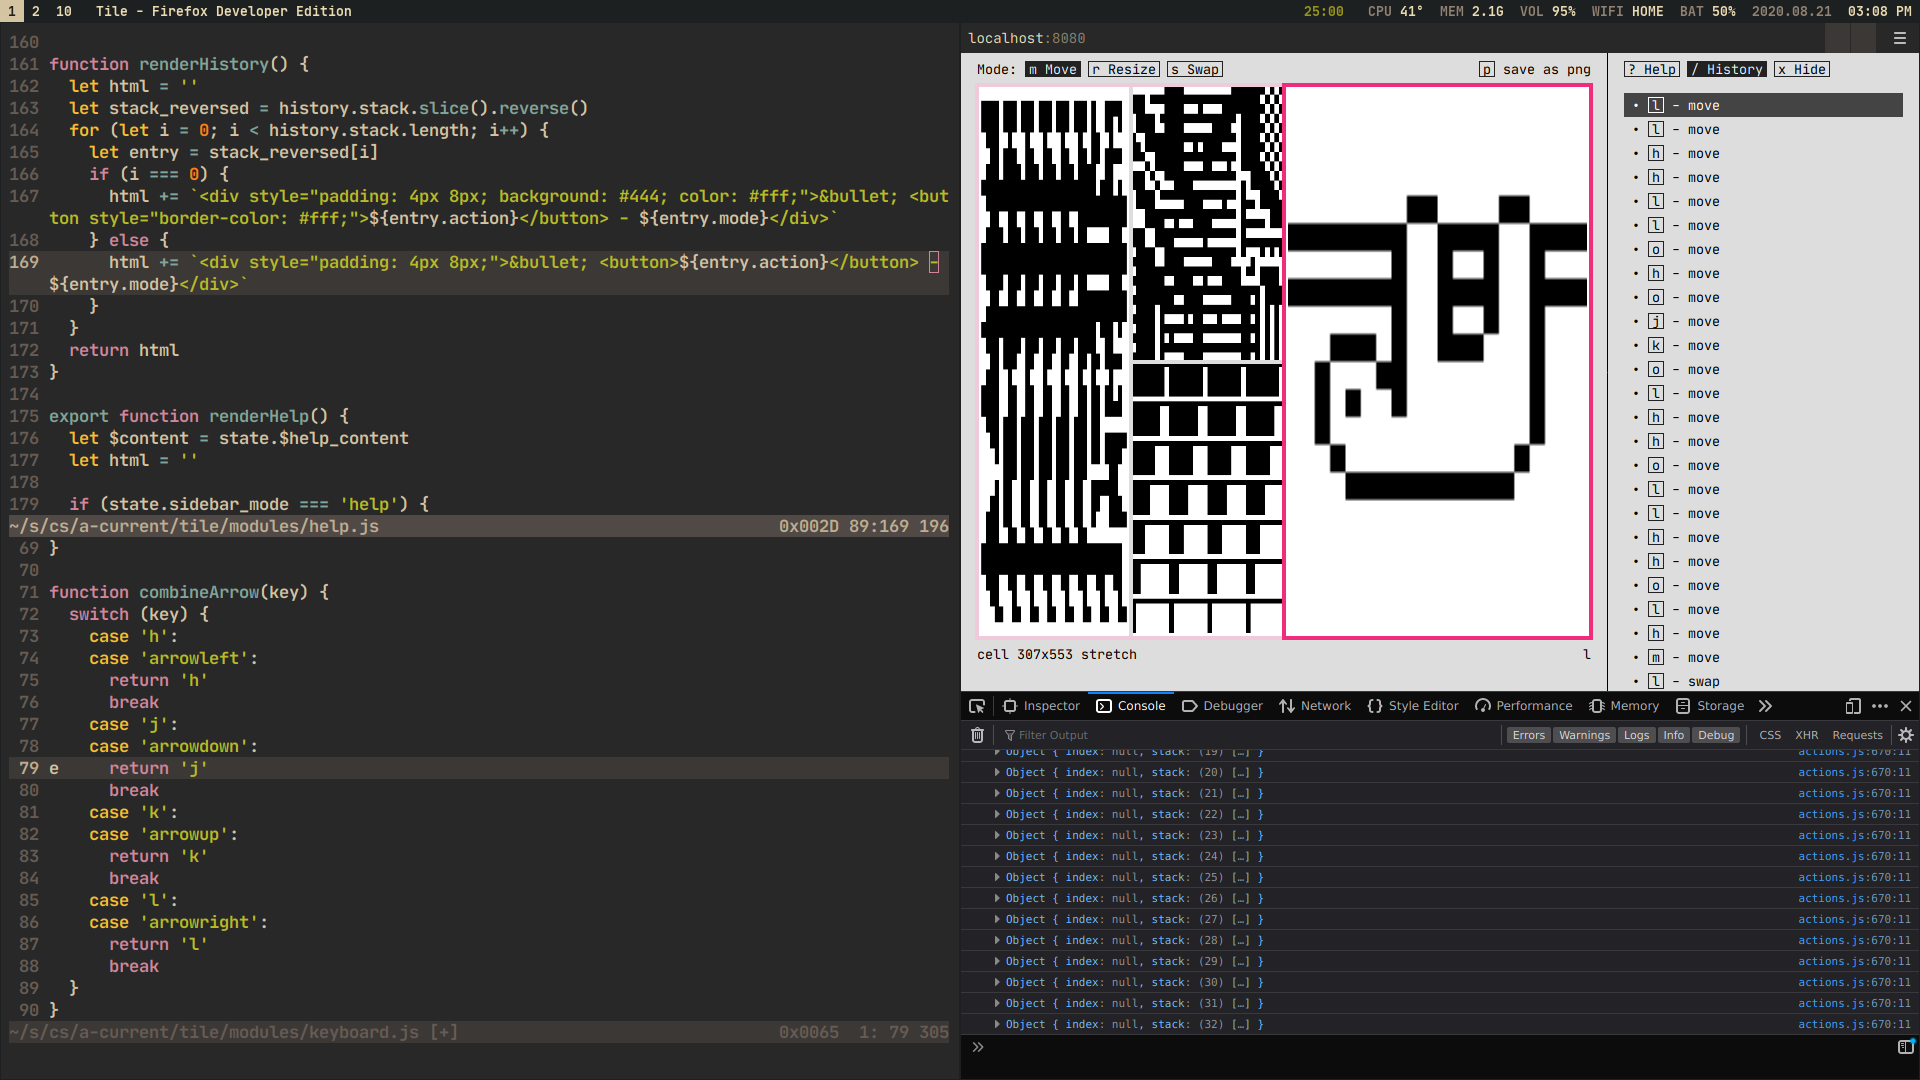 1 2 10 Tile - Firefox Developer Edition
25:00 CPU 41° MEM 2.1G VOL 95% WIFI HOME BAT 50% 2020.08.21 03:08 PM
160
161 function renderHistory() {
162   let html = ''
163   let stack_reversed = history.stack.slice().reverse()
164   for (let i = 0; i < history.stack.length; i++) {
165     let entry = stack_reversed[i]
166     if (i === 0) {
167       html += `<div style="padding: 4px 8px; background: #444; color: #fff;">&bullet; <but
ton style="border-color: #fff;">${entry.action}</button> - ${entry.mode}</div>`
168     } else {
169       html += `<div style="padding: 4px 8px;">&bullet; <button>${entry.action}</button> -
${entry.mode}</div>`
170     }
171   }
172   return html
173 }
174
175 export function renderHelp() {
176   let $content = state.$help_content
177   let html = ''
178
179   if (state.sidebar_mode === 'help') {
~/s/cs/a-current/tile/modules/help.js 0x002D 89:169 196
69 }
70
71 function combineArrow(key) {
72   switch (key) {
73     case 'h':
74     case 'arrowleft':
75       return 'h'
76       break
77     case 'j':
78     case 'arrowdown':
79 e     return 'j'
80       break
81     case 'k':
82     case 'arrowup':
83       return 'k'
84       break
85     case 'l':
86     case 'arrowright':
87       return 'l'
88       break
89   }
90 }
~/s/cs/a-current/tile/modules/keyboard.js [+] 0x0065 1: 79 305
localhost:8080
Mode: m Move r Resize s Swap p save as png
cell 307x553 stretch l
? Help / History x Hide
• l - move
• l - move
• h - move
• h - move
• l - move
• l - move
• o - move
• h - move
• o - move
• j - move
• k - move
• o - move
• l - move
• h - move
• h - move
• o - move
• l - move
• l - move
• h - move
• h - move
• o - move
• l - move
• h - move
• m - move
• l - swap
Inspector Console Debugger Network Style Editor Performance Memory Storage
Filter Output Errors Warnings Logs Info Debug CSS XHR Requests
Object { index: null, stack: (19) […] } actions.js:670:11
Object { index: null, stack: (20) […] } actions.js:670:11
Object { index: null, stack: (21) […] } actions.js:670:11
Object { index: null, stack: (22) […] } actions.js:670:11
Object { index: null, stack: (23) […] } actions.js:670:11
Object { index: null, stack: (24) […] } actions.js:670:11
Object { index: null, stack: (25) […] } actions.js:670:11
Object { index: null, stack: (26) […] } actions.js:670:11
Object { index: null, stack: (27) […] } actions.js:670:11
Object { index: null, stack: (28) […] } actions.js:670:11
Object { index: null, stack: (29) […] } actions.js:670:11
Object { index: null, stack: (30) […] } actions.js:670:11
Object { index: null, stack: (31) […] } actions.js:670:11
Object { index: null, stack: (32) […] } actions.js:670:11